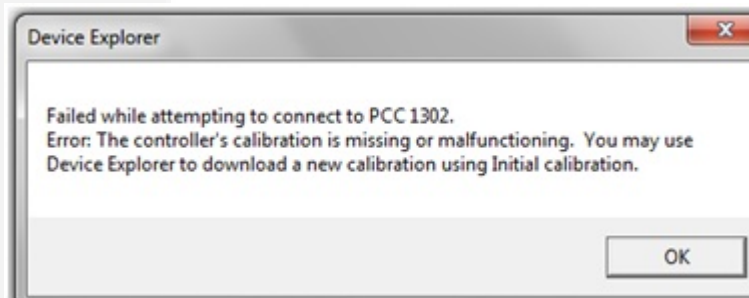 Device Explorer
Failed while attempting to connect to PCC 1302.
Error: The controller's calibration is missing or malfunctioning.  You may use
Device Explorer to download a new calibration using Initial calibration.
OK